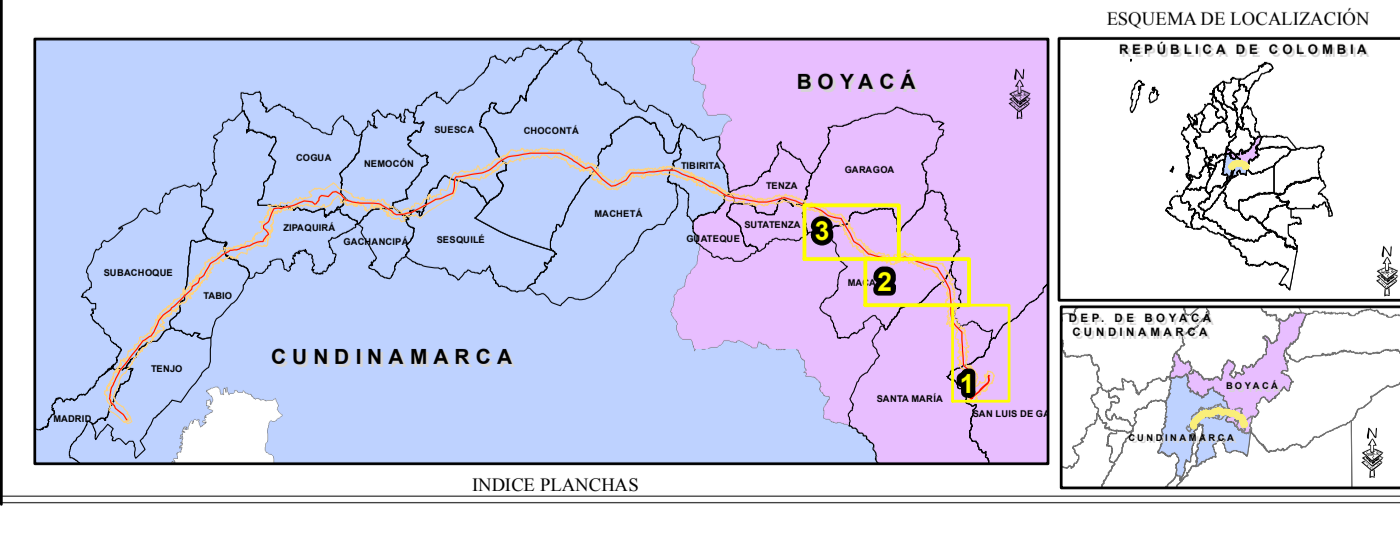 ESQUEMA DE LOCALIZACIÓN
REPÚBLICA DE COLOMBIA
N
BOYACÁ
N
SUESCA
CHOCONTÁ
COGUA
NEMOCÓN
TIBIRITA
GARAGOA
TENZA
MACHETÁ
ZIPAQUIRÁ
SUTATENZA
3
GACHANCIPÁ
SESQUILÉ
GUATEQUE
N
SUBACHOQUE
TABIO
MACA
2
DEP. DE BOYACÁ
CUNDINAMARCA
CUNDINAMARCA
TENJO
1
BOYACÁ
SANTA MARÍA
MADRID
SAN LUIS DE GA
CUNDINAMARCA
N
INDICE PLANCHAS